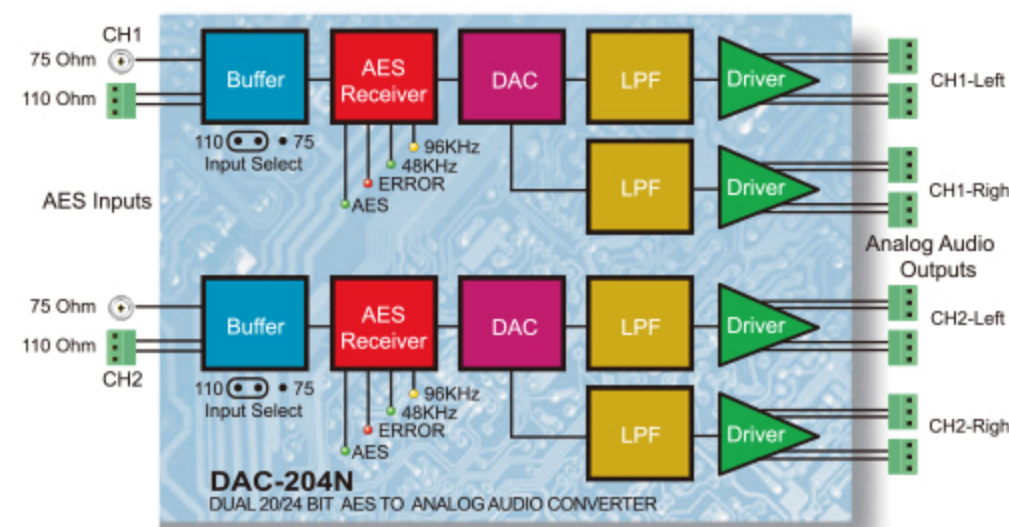 CH1
75 Ohm
110 Ohm
Buffer
AES
Receiver
DAC
LPF
Driver
CH1-Left
110 75
Input Select
96KHz
48KHz
ERROR
AES
LPF
Driver
CH1-Righ
AES Inputs
Analog Audio
Outputs
75 Ohm
110 Ohm
CH2
Buffer
AES
Receiver
DAC
LPF
Driver
CH2-Left
110 75
Input Select
96KHz
48KHz
ERROR
AES
LPF
Driver
CH2-Righ
DAC-204N
DUAL 20/24 BIT AES TO ANALOG AUDIO CONVERTER